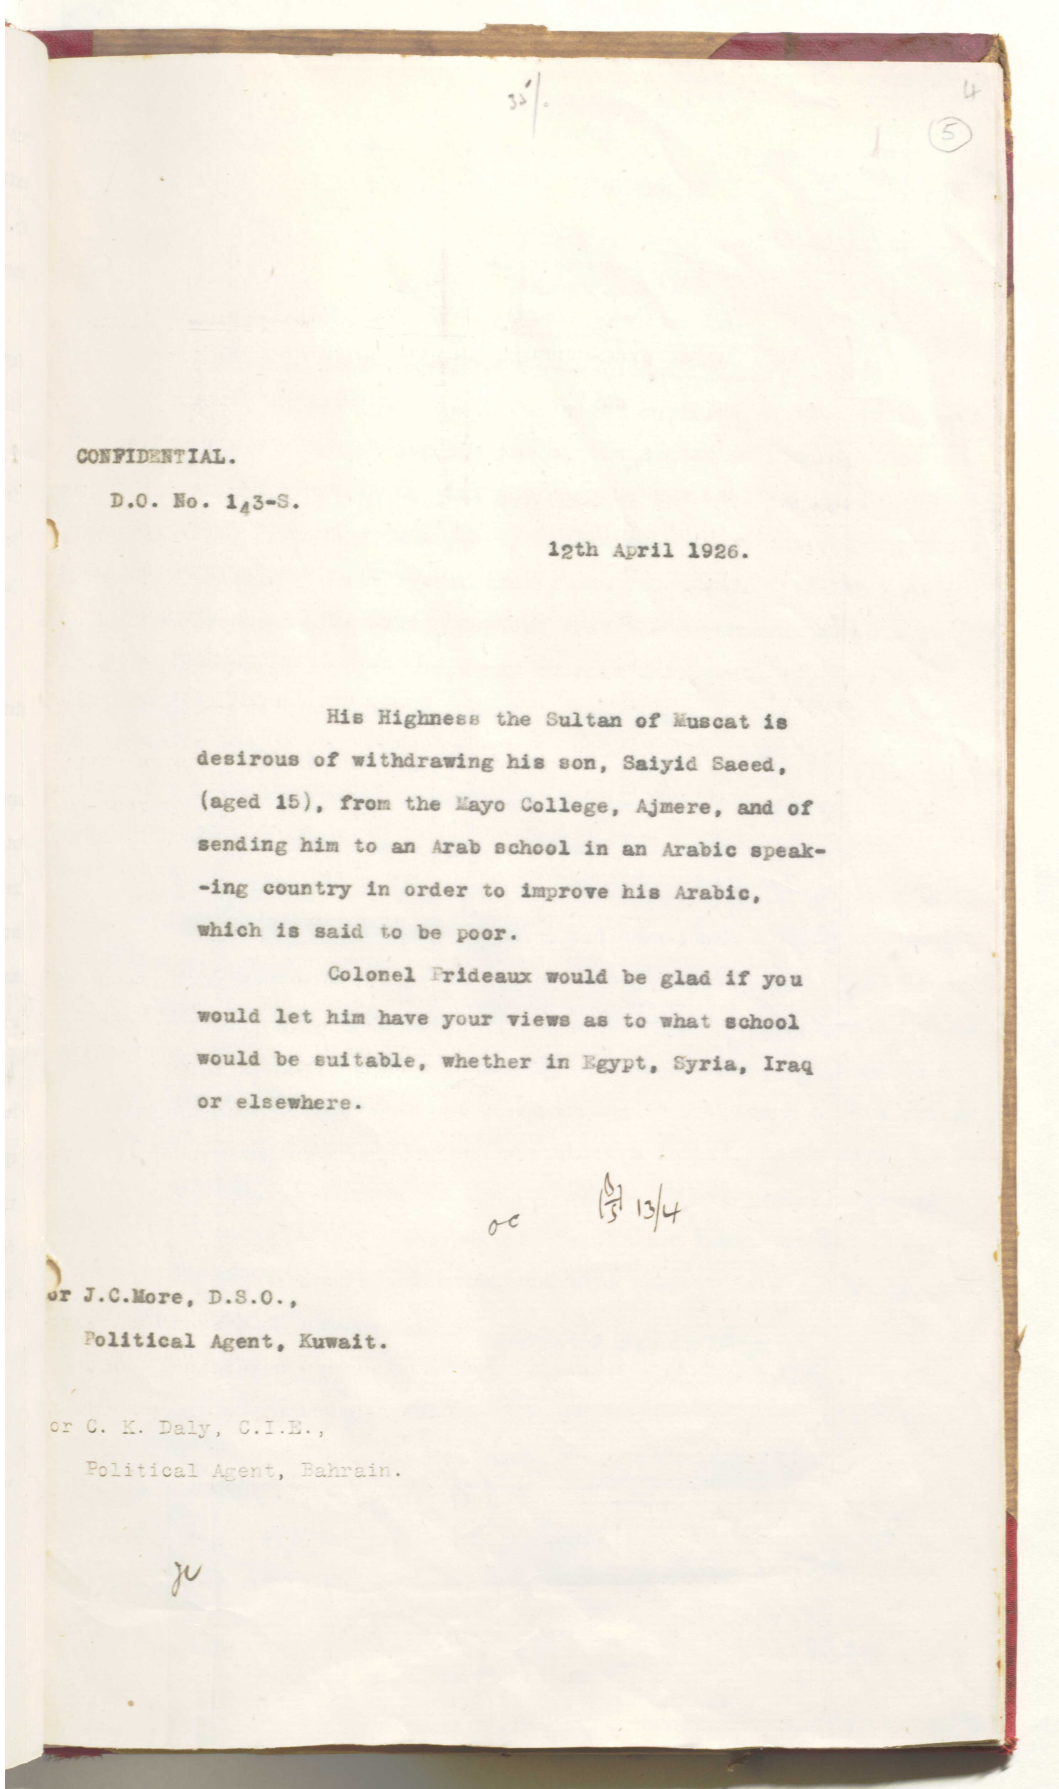 4
5
CONFIDENTIAL.
D.O. No. 143-S.
12th April 1926.
His Highness the Sultan of Muscat is
desirous of withdrawing his son, Saiyid Saeed,
(aged 15), from the Mayo College, Ajmere, and of
sending him to an Arab school in an Arabic speak-
-ing country in order to improve his Arabic,
which is said to be poor.
Colonel Prideaux would be glad if you
would let him have your views as to what school
would be suitable, whether in Egypt, Syria, Iraq
or elsewhere.
13/4
or J.C.More, D.S.O.,
Political Agent, Kuwait.
or C. K. Daly, C.I.E.,
Political Agent, Bahrain.